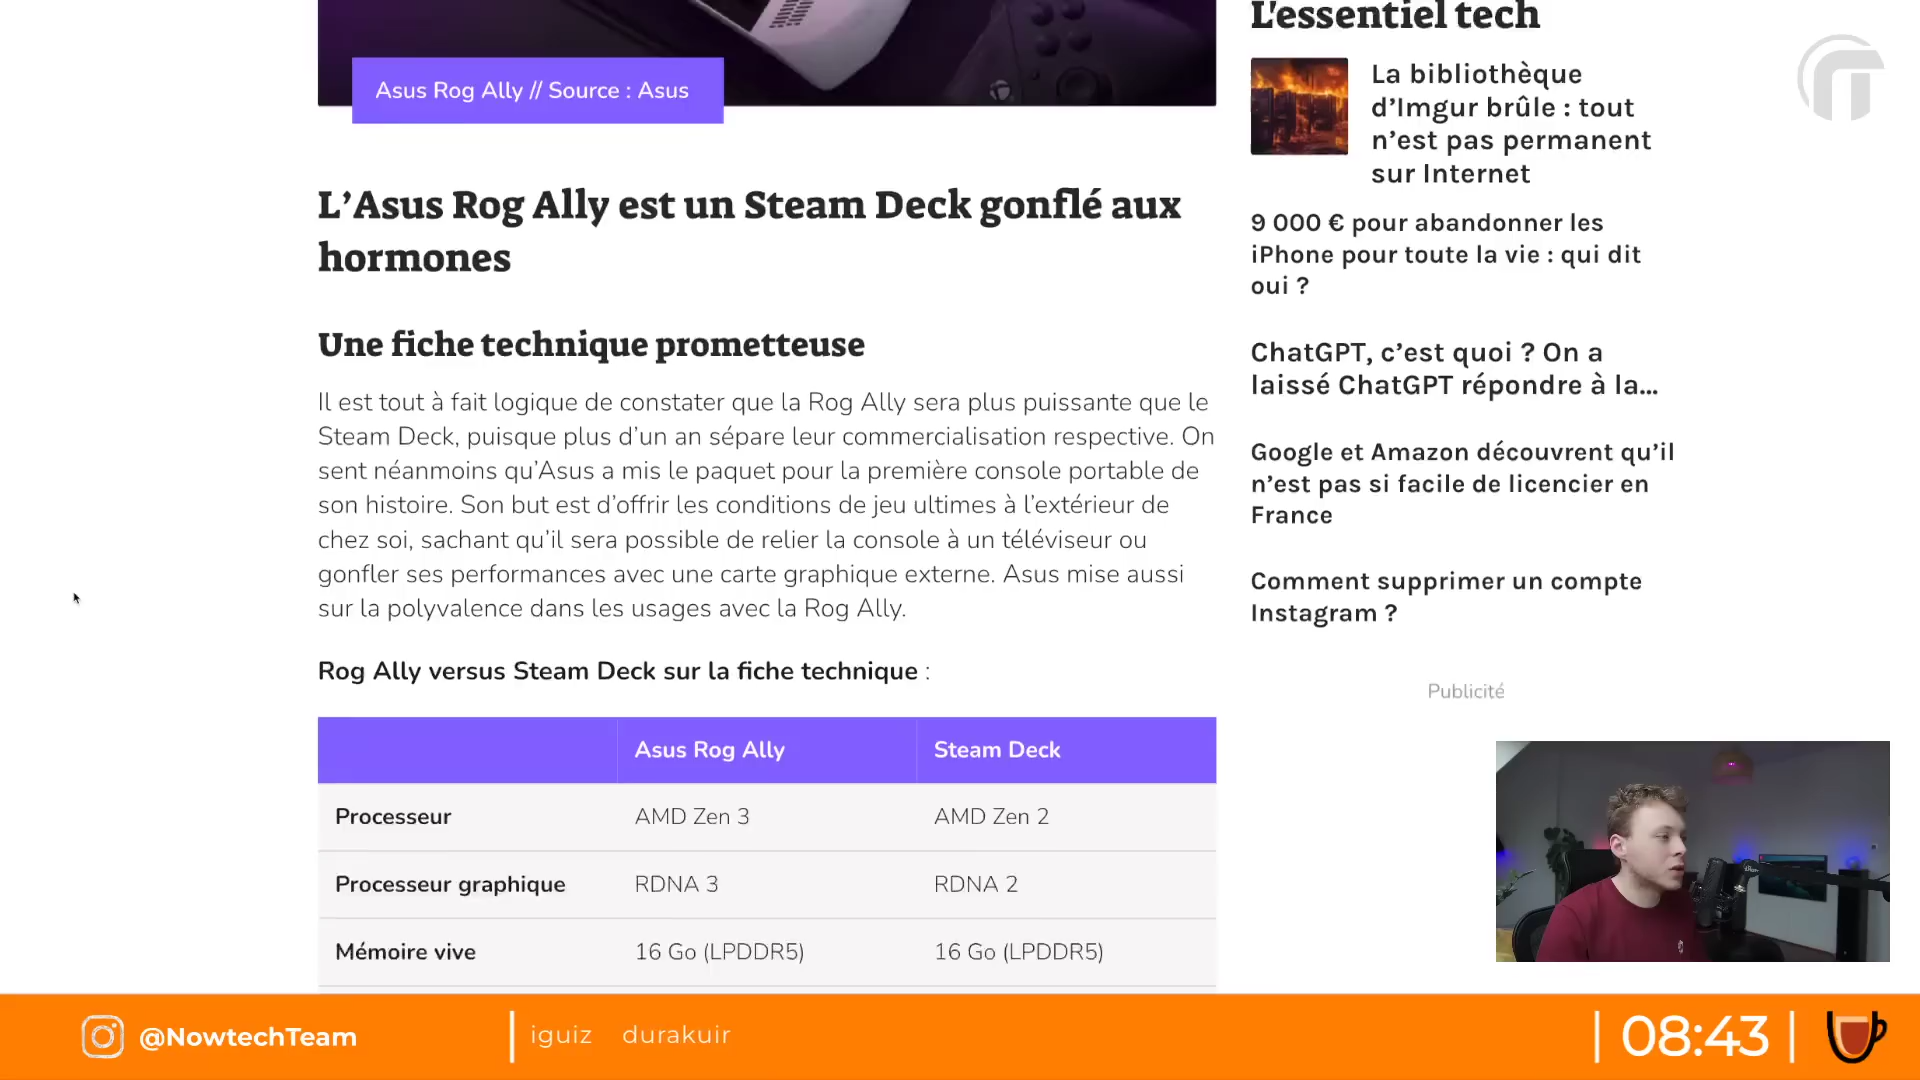 Asus Rog Ally // Source : Asus
L'Asus Rog Ally est un Steam Deck gonflé aux
hormones
Une fiche technique prometteuse
Il est tout à fait logique de constater que la Rog Ally sera plus puissante que le
Steam Deck, puisque plus d'un an sépare leur commercialisation respective. On
sent néanmoins qu'Asus a mis le paquet pour la première console portable de
son histoire. Son but est d'offrir les conditions de jeu ultimes à l'extérieur de
chez soi, sachant qu'il sera possible de relier la console à un téléviseur ou
gonfler ses performances avec une carte graphique externe. Asus mise aussi
sur la polyvalence dans les usages avec la Rog Ally.
Rog Ally versus Steam Deck sur la fiche technique :
Asus Rog Ally Steam Deck
Processeur AMD Zen 3 AMD Zen 2
Processeur graphique RDNA 3 RDNA 2
Mémoire vive 16 Go (LPDDR5) 16 Go (LPDDR5)
L'essentiel tech
La bibliothèque
d'Imgur brûle : tout
n'est pas permanent
sur Internet
9 000 € pour abandonner les
iPhone pour toute la vie : qui dit
oui ?
ChatGPT, c'est quoi ? On a
laissé ChatGPT répondre à la...
Google et Amazon découvrent qu'il
n'est pas si facile de licencier en
France
Comment supprimer un compte
Instagram ?
Publicité
@NowtechTeam
iguiz durakuir
08:43